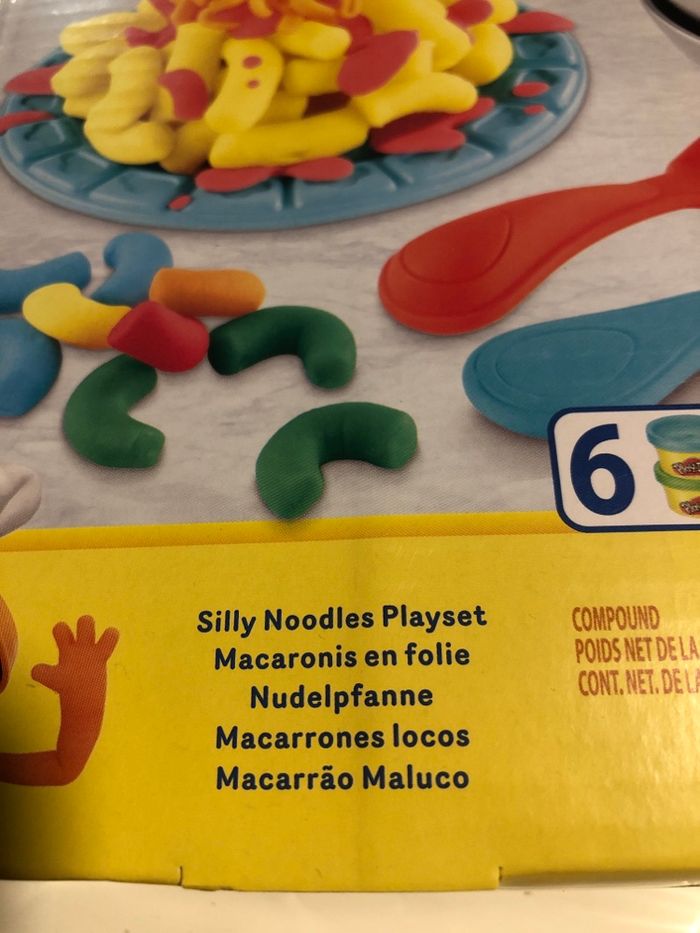 6
Silly Noodles Playset
Macaronis en folie
Nudelpfanne
Macarrones locos
Macarrão Maluco
COMPOUND
POIDS NET DE LA
CONT. NET. DE LA